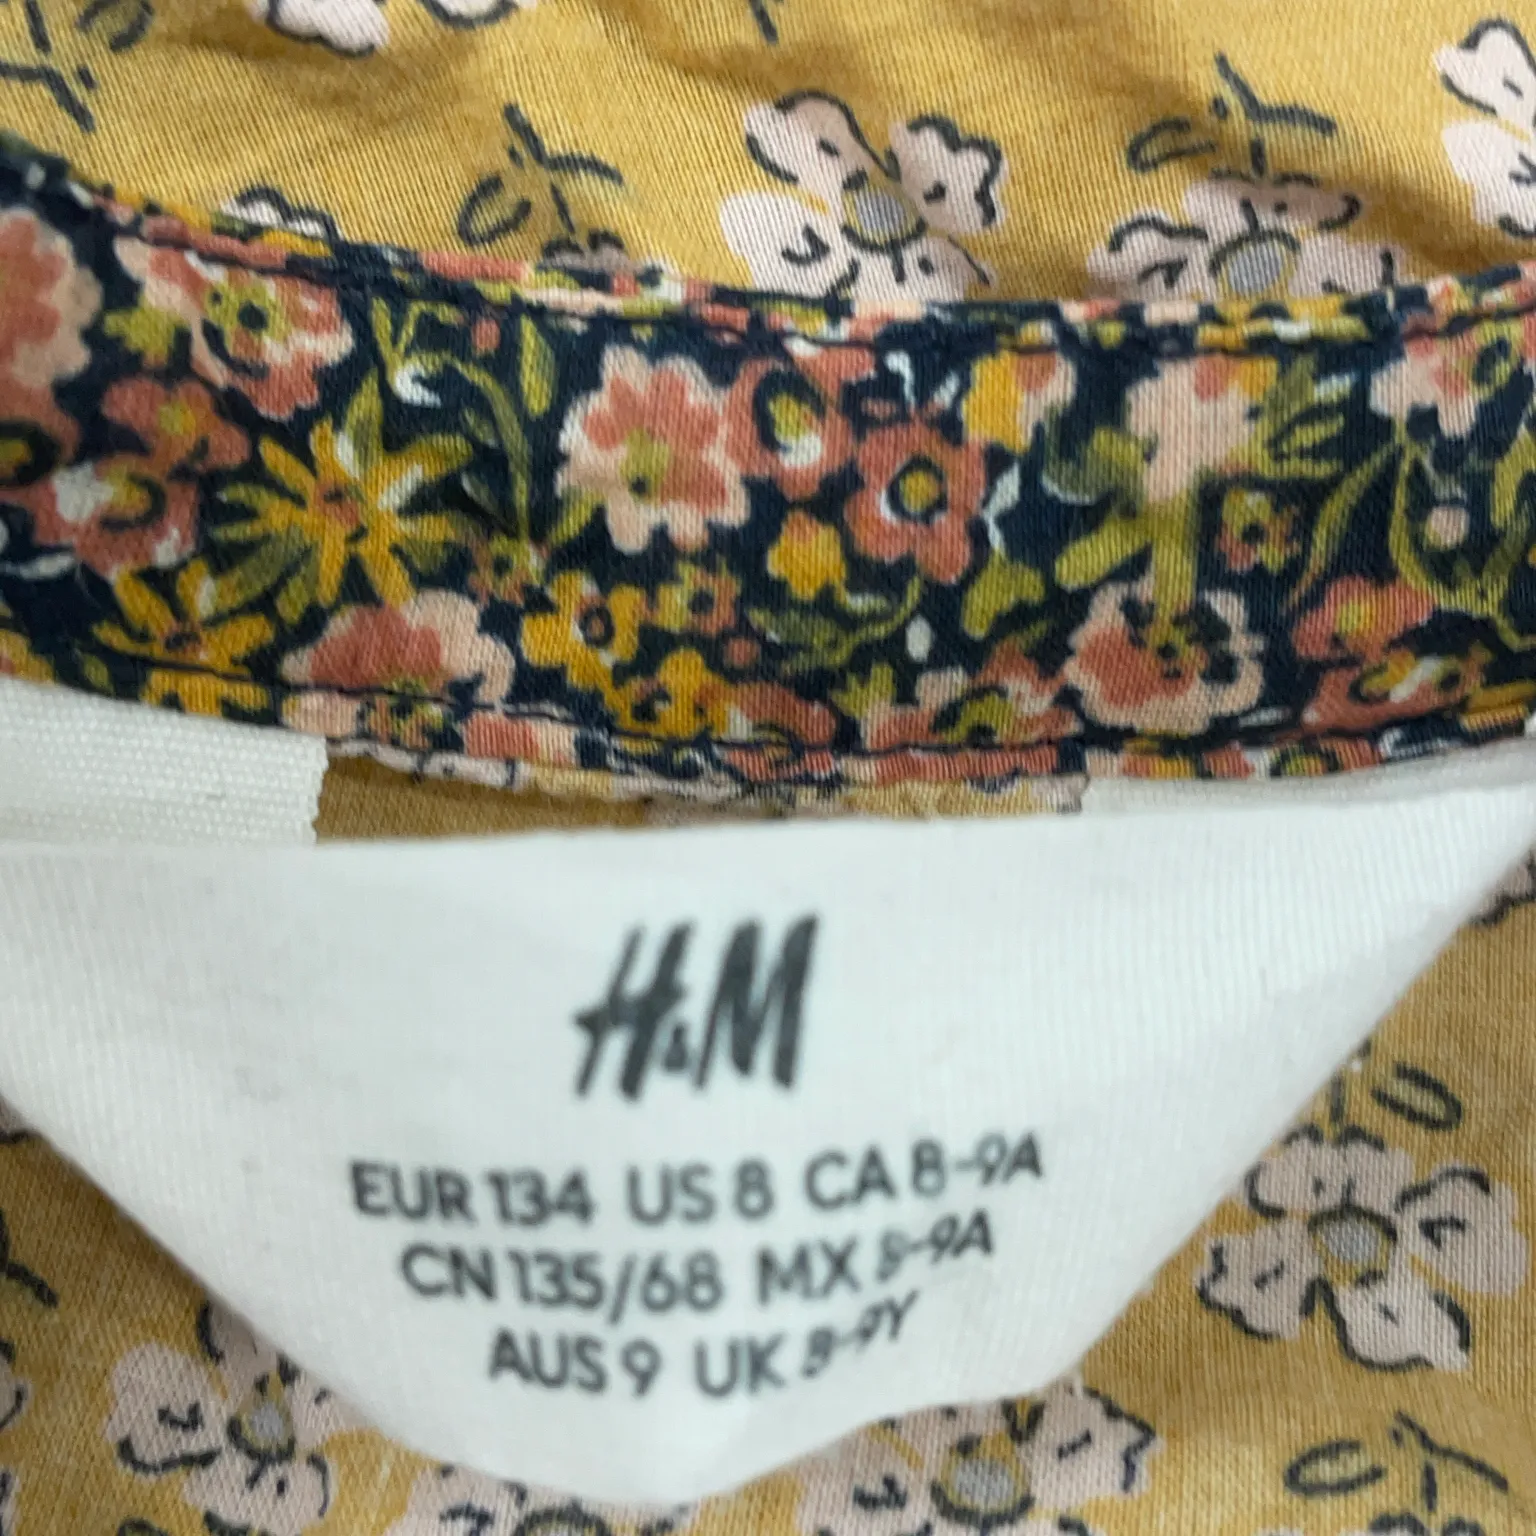 H&M
EUR 134 US 8 CA 8-9A
CN 135/68 MX 8-9A
AUS 9 UK 8-9Y